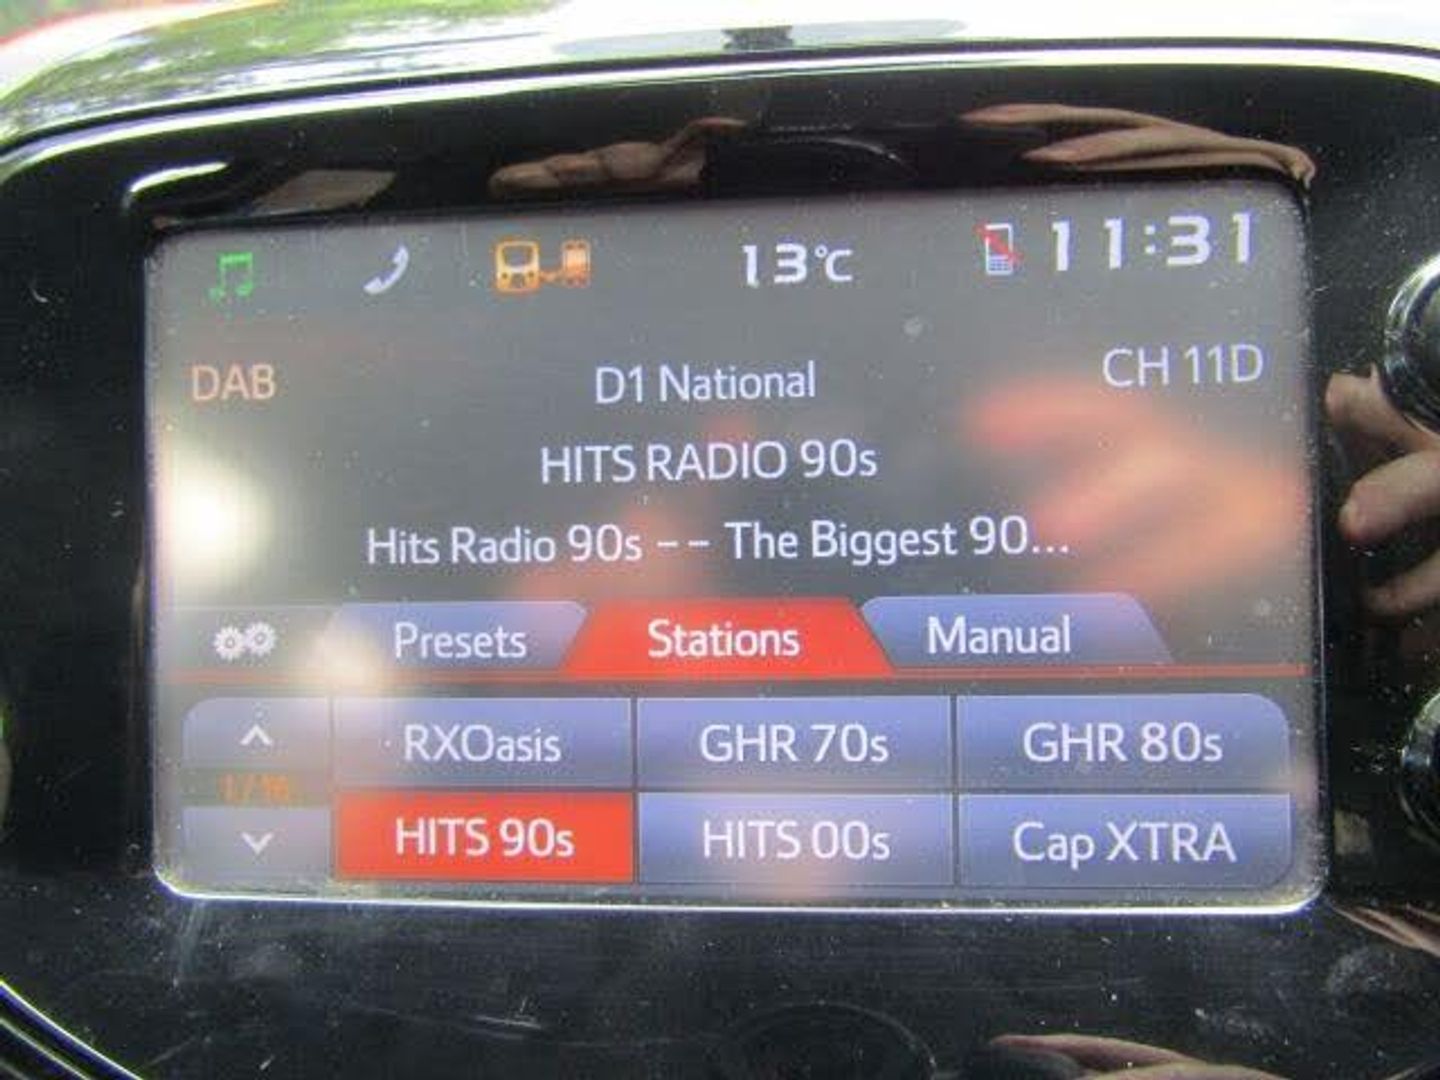 13°C 11:31
DAB D1 National CH 11D
HITS RADIO 90s
Hits Radio 90s -- The Biggest 90...
Presets Stations Manual
RXOasis GHR 70s GHR 80s
HITS 90s HITS 00s Cap XTRA